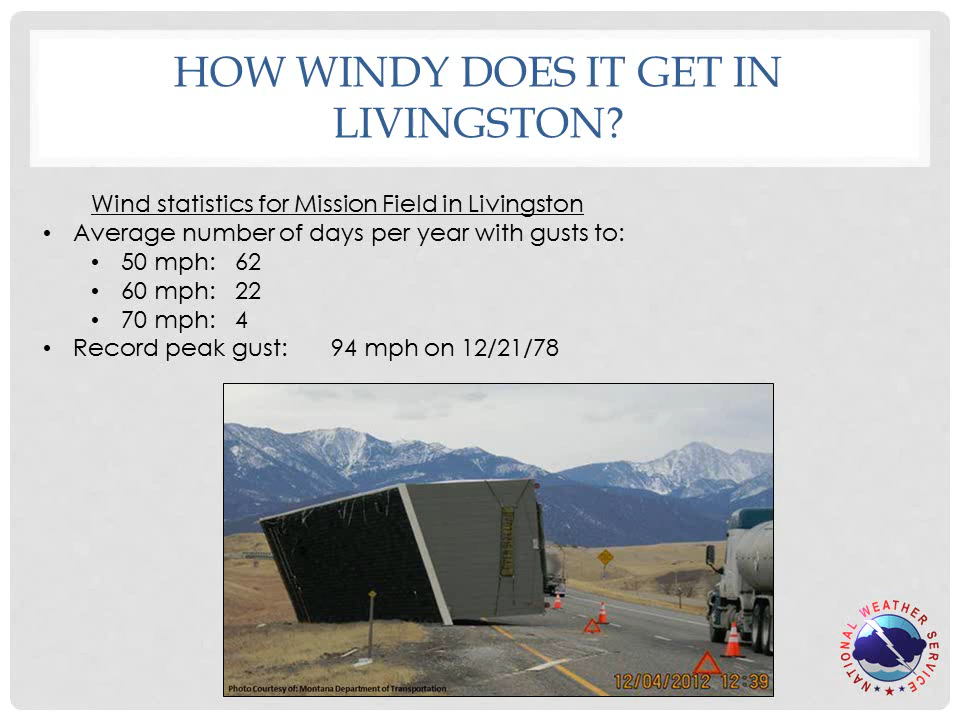 HOW WINDY DOES IT GET IN
LIVINGSTON?
Wind statistics for Mission Field in Livingston
• Average number of days per year with gusts to:
• 50 mph: 62
• 60 mph: 22
• 70 mph: 4
• Record peak gust: 94 mph on 12/21/78
OVERSIZE LOAD
Photo Courtesy of: Montana Department of Transportation
12/04/2012 12:39
NATIONAL WEATHER SERVICE